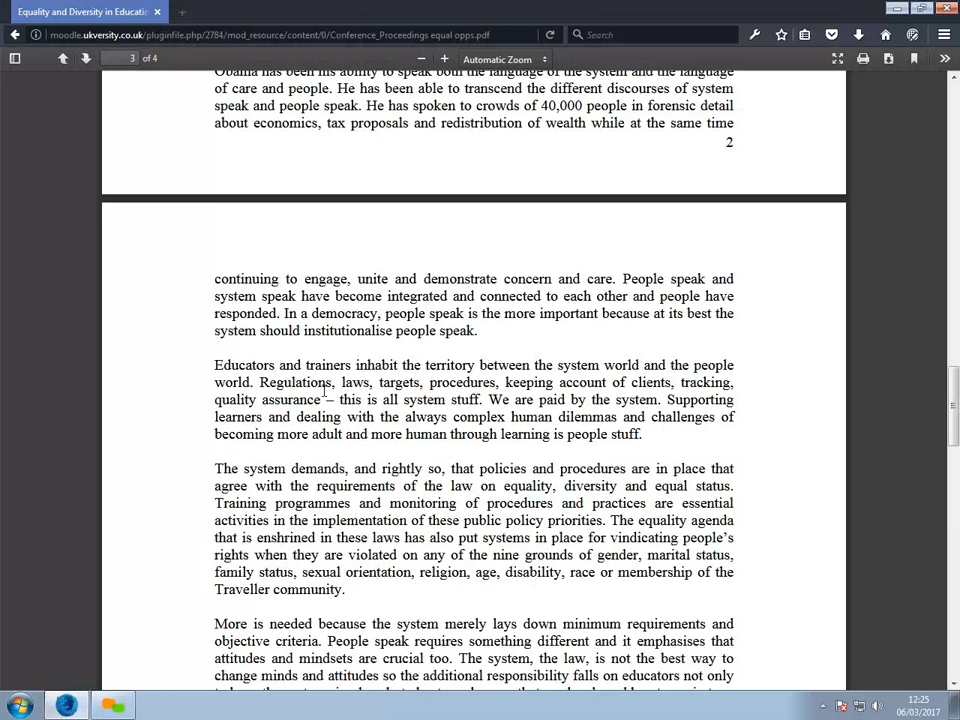 Equality and Diversity in Educatio
moodle.ukversity.co.uk/pluginfile.php/2784/mod_resource/content/0/Conference_Proceedings equal opps.pdf
Search
3 of 4
Automatic Zoom
Obama has been his ability to speak both the language of the system and the language
of care and people. He has been able to transcend the different discourses of system
speak and people speak. He has spoken to crowds of 40,000 people in forensic detail
about economics, tax proposals and redistribution of wealth while at the same time
2
continuing to engage, unite and demonstrate concern and care. People speak and
system speak have become integrated and connected to each other and people have
responded. In a democracy, people speak is the more important because at its best the
system should institutionalise people speak.
Educators and trainers inhabit the territory between the system world and the people
world. Regulations, laws, targets, procedures, keeping account of clients, tracking,
quality assurance – this is all system stuff. We are paid by the system. Supporting
learners and dealing with the always complex human dilemmas and challenges of
becoming more adult and more human through learning is people stuff.
The system demands, and rightly so, that policies and procedures are in place that
agree with the requirements of the law on equality, diversity and equal status.
Training programmes and monitoring of procedures and practices are essential
activities in the implementation of these public policy priorities. The equality agenda
that is enshrined in these laws has also put systems in place for vindicating people's
rights when they are violated on any of the nine grounds of gender, marital status,
family status, sexual orientation, religion, age, disability, race or membership of the
Traveller community.
More is needed because the system merely lays down minimum requirements and
objective criteria. People speak requires something different and it emphasises that
attitudes and mindsets are crucial too. The system, the law, is not the best way to
change minds and attitudes so the additional responsibility falls on educators not only
12:25
06/03/2017